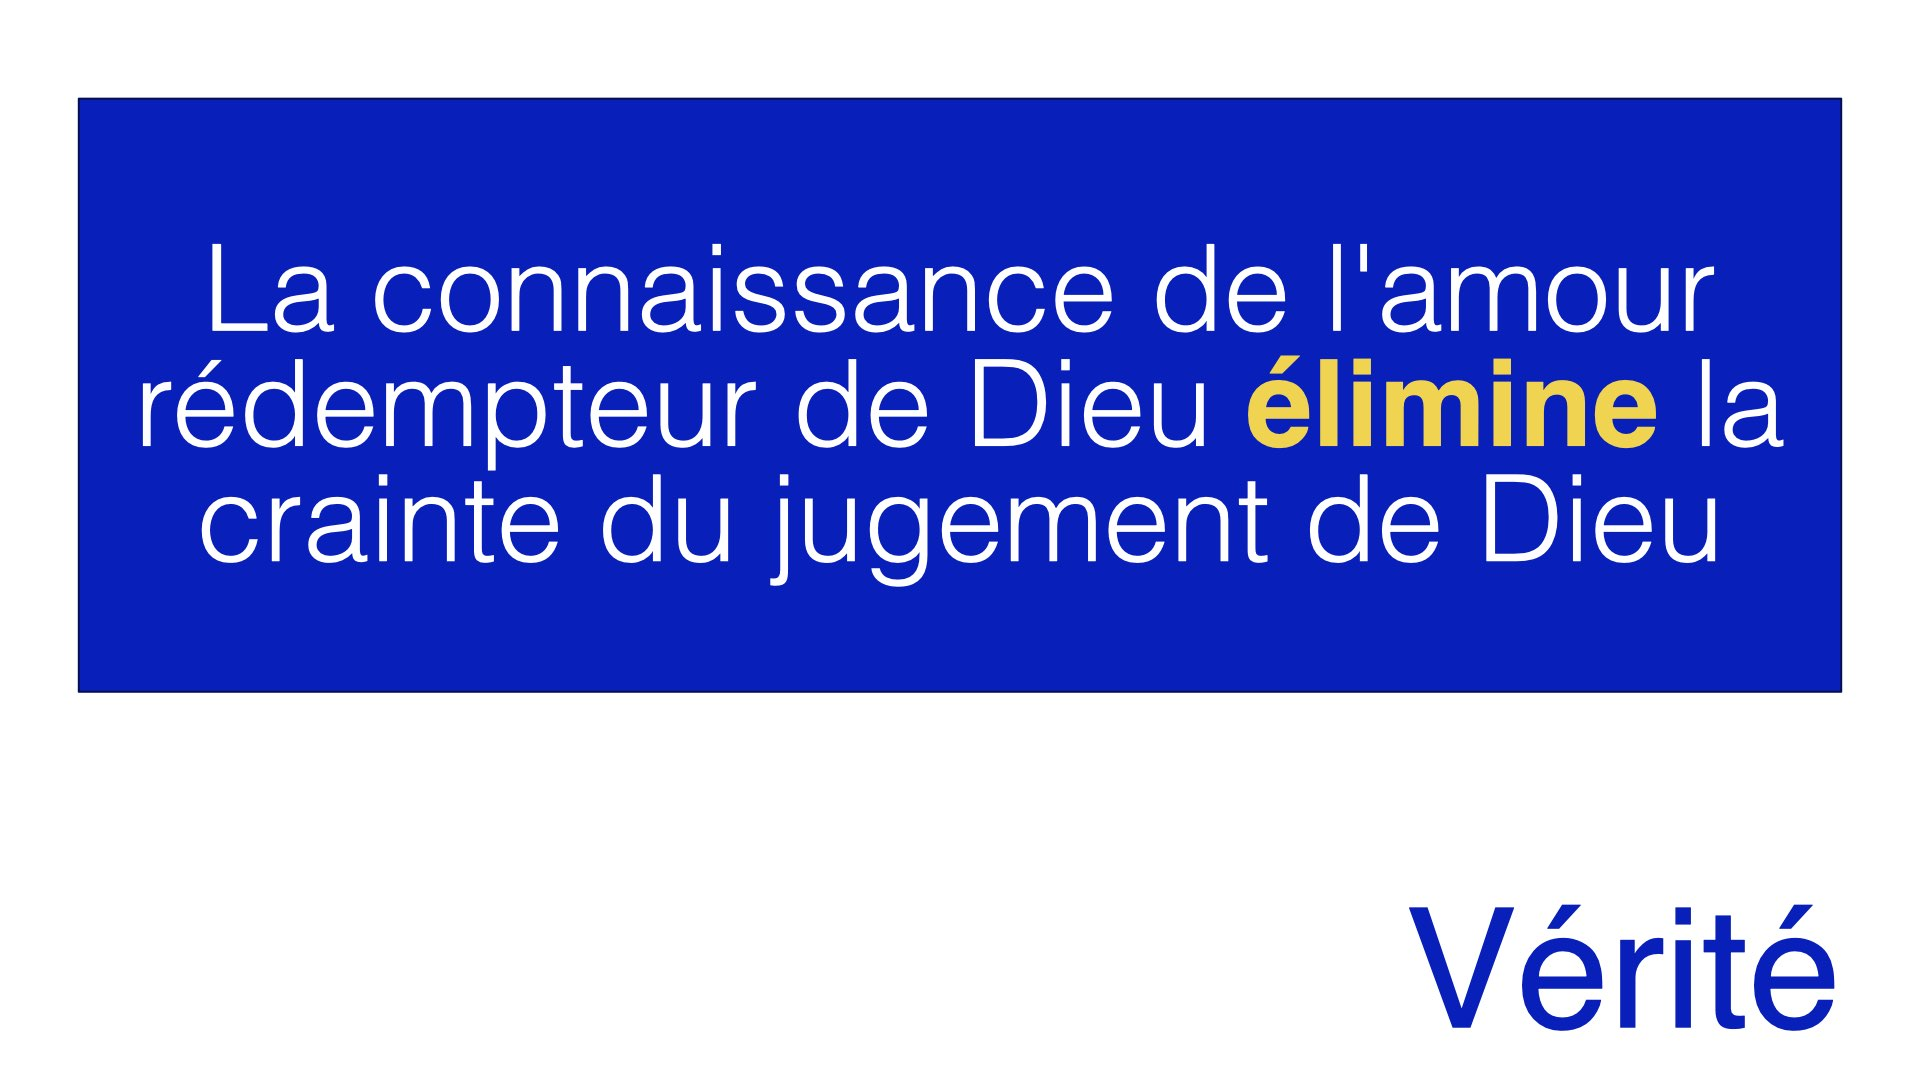 La connaissance de l'amour
rédempteur de Dieu élimine la
crainte du jugement de Dieu
Vérité